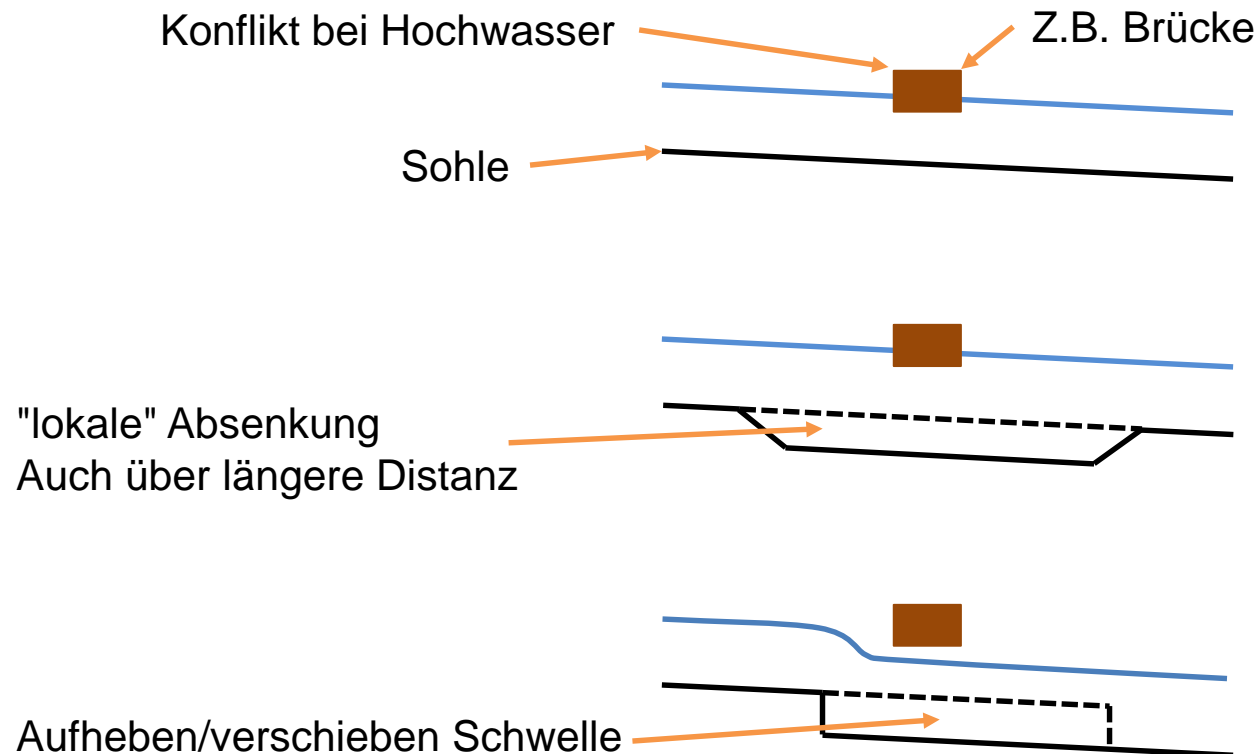 Konflikt bei Hochwasser
Z.B. Brücke
Sohle
"lokale" Absenkung
Auch über längere Distanz
Aufheben/verschieben Schwelle